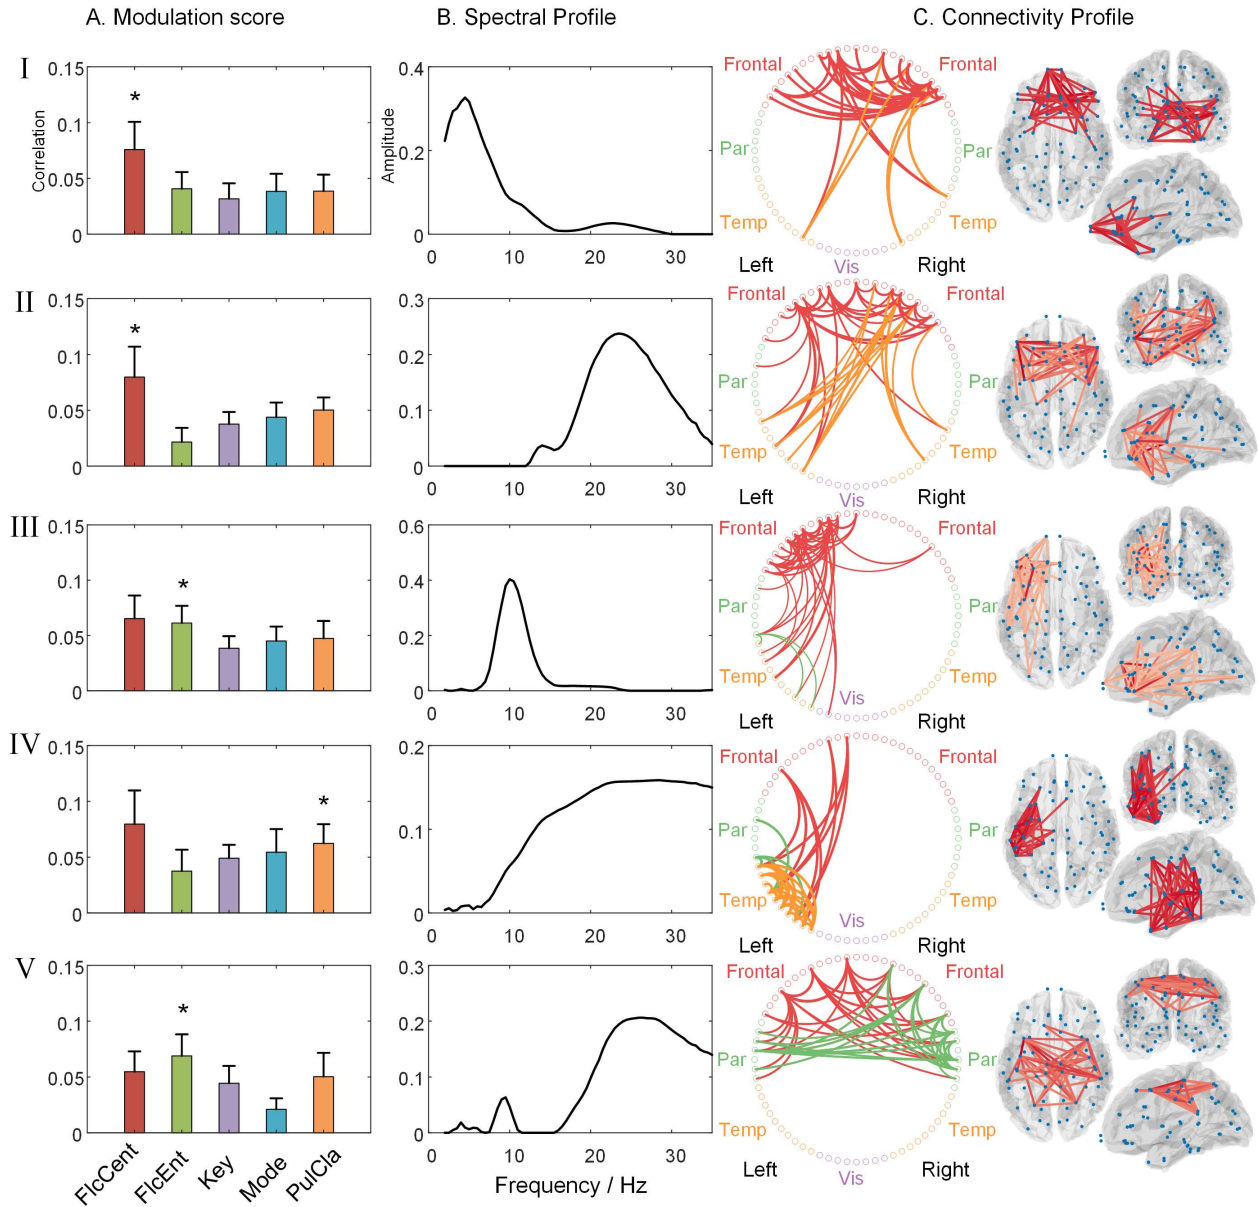 A. Modulation score
B. Spectral Profile
C. Connectivity Profile
I
0.15
0.1
0.05
0
Correlation
*
0.4
0.2
0
Amplitude
10
20
30
Frontal
Frontal
Par
Par
Temp
Temp
Left
Vis
Right
II
0.15
0.1
0.05
0
*
0.3
0.2
0.1
0
10
20
30
Frontal
Frontal
Par
Par
Temp
Temp
Left
Vis
Right
III
0.15
0.1
0.05
0
*
0.6
0.4
0.2
0
0
10
20
30
Frontal
Frontal
Par
Par
Temp
Temp
Vis
Left
Right
IV
0.15
0.1
0.05
0
*
0.2
0.1
0
10
20
30
Frontal
Frontal
Par
Par
Temp
Temp
Vis
Left
Right
V
0.15
0.1
0.05
0
*
FlcCent
FlcEnt
Key
Mode
PulCla
0.3
0.2
0.1
0
0
10
20
30
Frequency / Hz
Frontal
Frontal
Par
Par
Temp
Temp
Left
Vis
Right